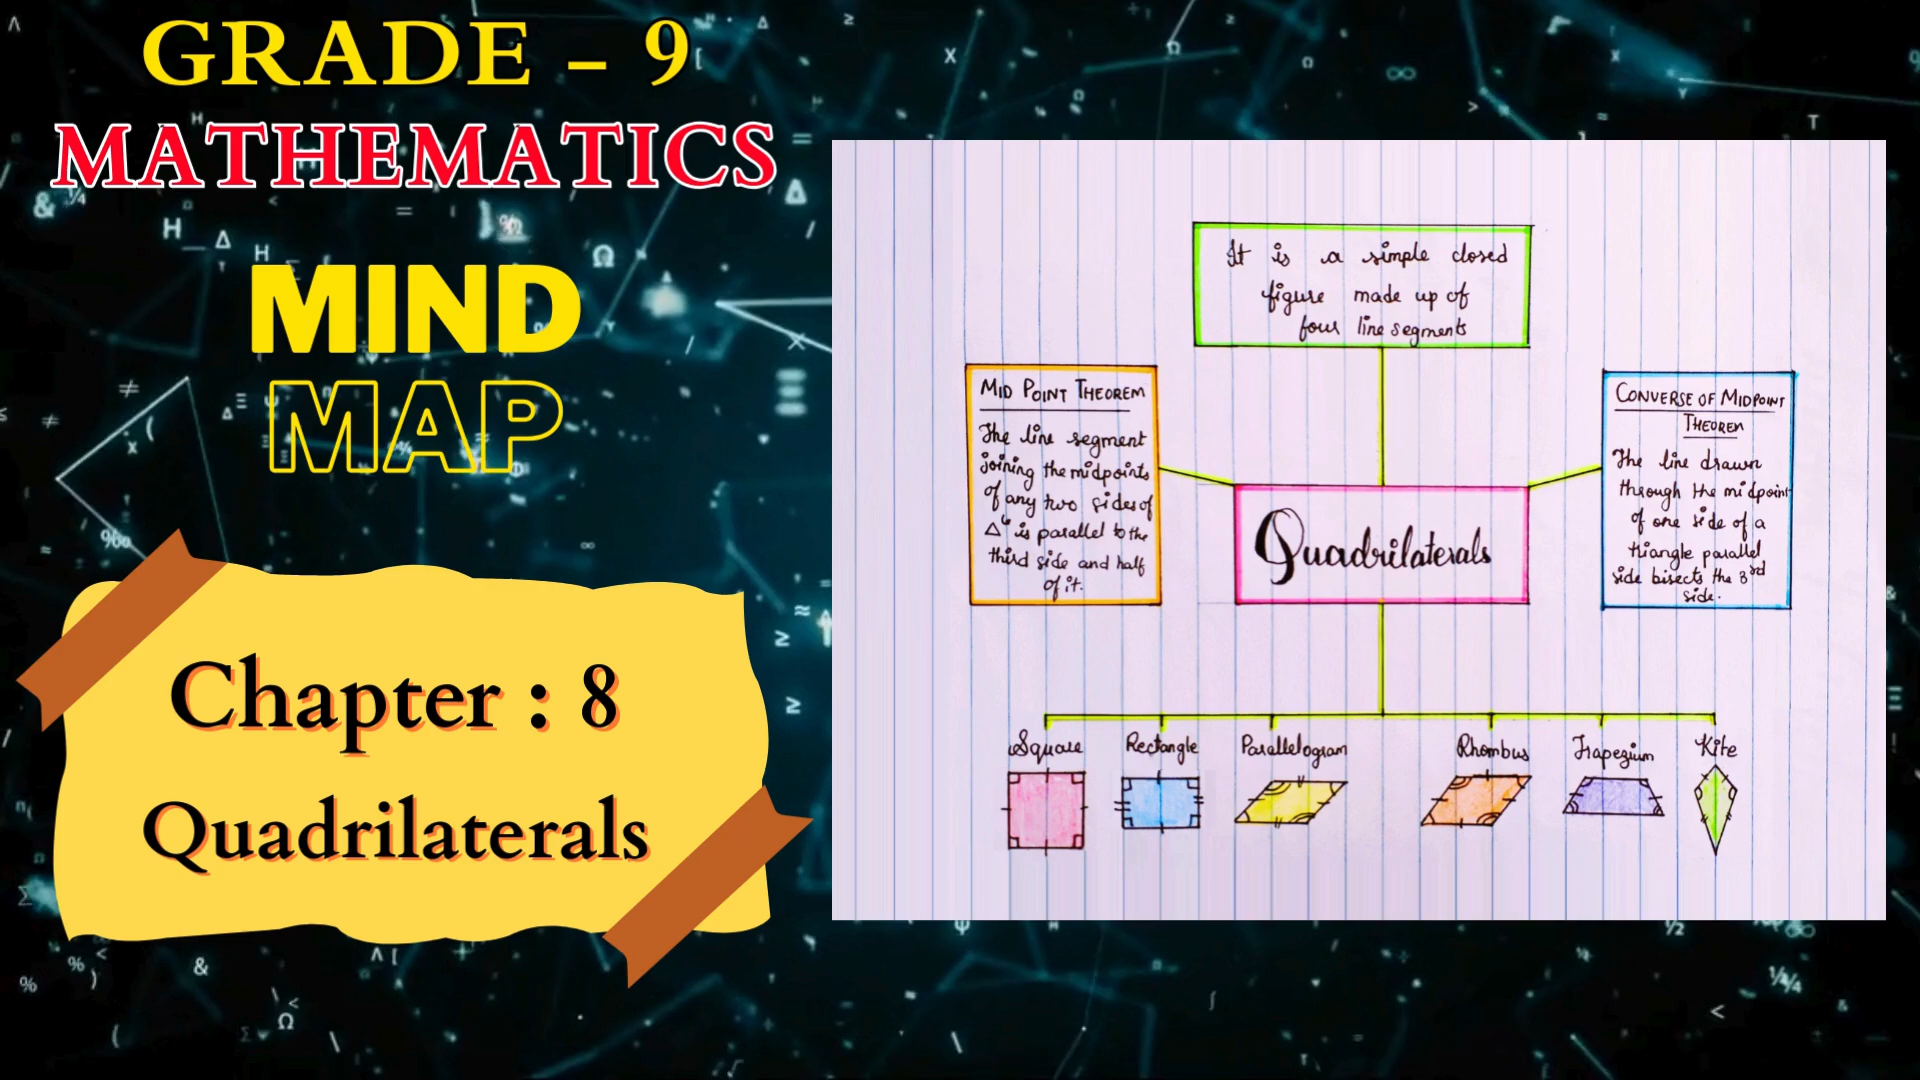 GRADE – 9
MATHEMATICS
MIND
MAP
Chapter : 8
Quadrilaterals
It is a simple closed
figure made up of
four line segments
MID POINT THEOREM
The line segment
joining the midpoints
of any two sides of
Δle is parallel to the
third side and half
of it.
Quadrilaterals
CONVERSE OF MIDPOINT
THEOREM
The line drawn
through the midpoint
of one side of a
triangle parallel
side bisects the 3rd
side.
Square Rectangle Parallelogram Rhombus Trapezium Kite